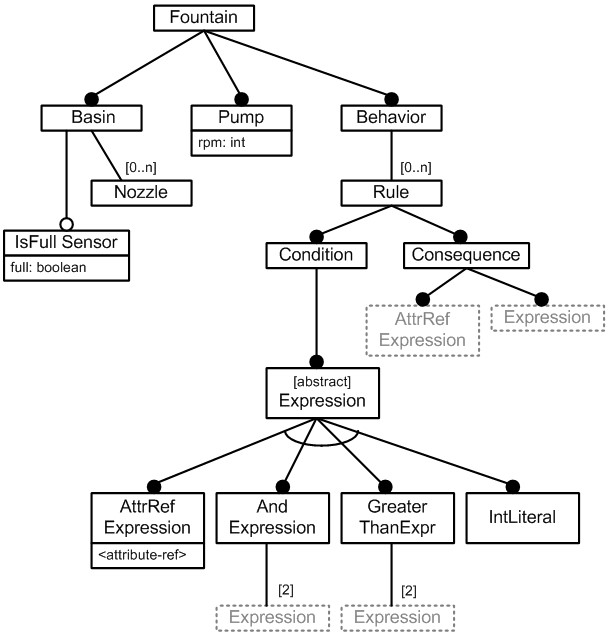 Fountain
Basin
Pump
rpm: int
Behavior
[0..n]
[0..n]
Nozzle
Rule
IsFull Sensor
full: boolean
Condition
Consequence
AttrRef
Expression
Expression
[abstract]
Expression
AttrRef
Expression
<attribute-ref>
And
Expression
Greater
ThanExpr
IntLiteral
[2]
[2]
Expression
Expression